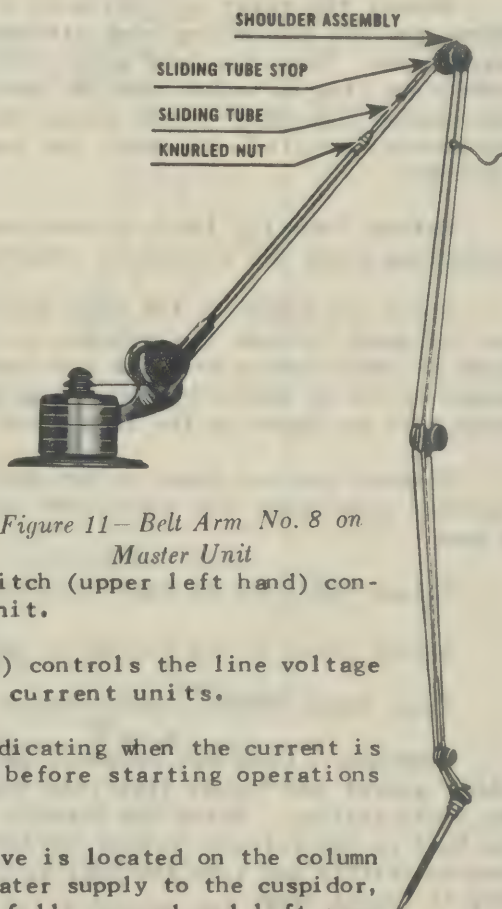 SHOULDER ASSEMBLY
SLIDING TUBE STOP
SLIDING TUBE
KNURLED NUT
Figure 11— Belt Arm No. 8 on
Master Unit
itch (upper left hand) con-
nit.
) controls the line voltage
current units.
dicating when the current is
before starting operations
ve is located on the column
ater supply to the cuspidor,